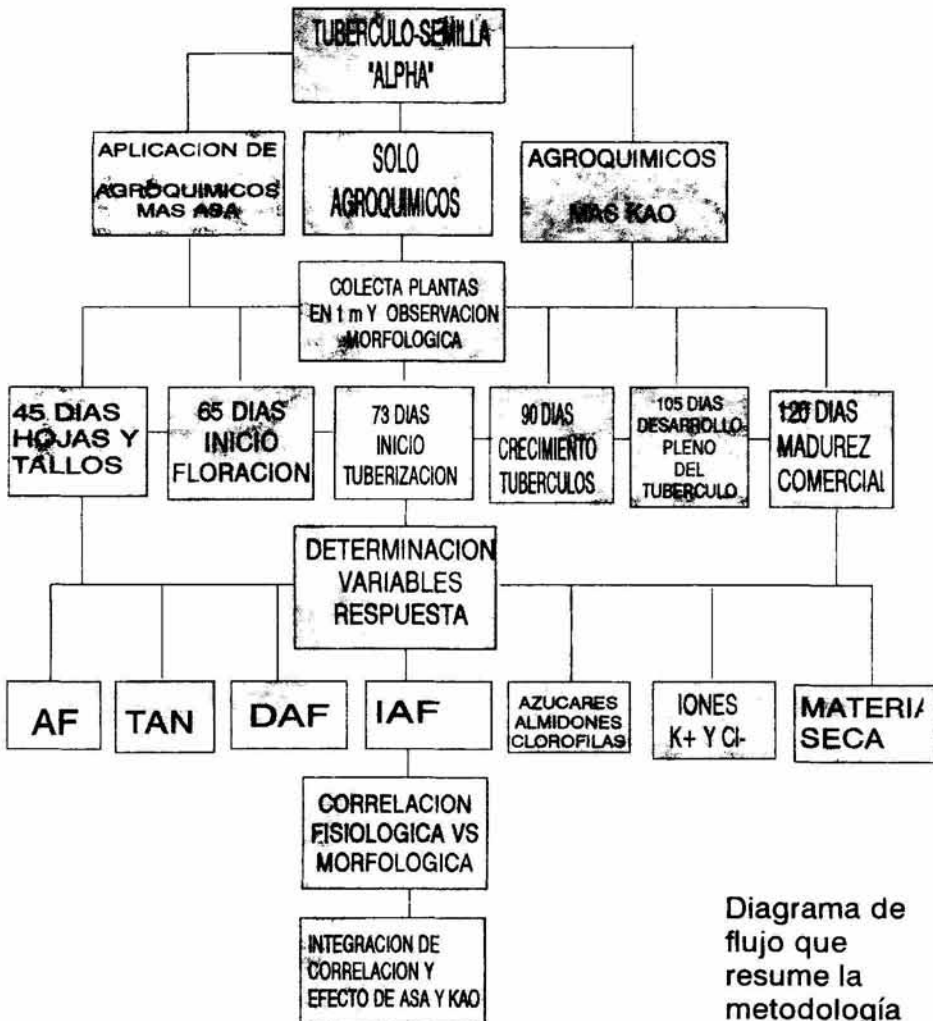 TUBERCULO-SEMILLA
"ALPHA"
APLICACION DE
AGROQUIMICOS
MAS ASA
SOLO
AGROQUIMICOS
AGROQUIMICOS
MAS KAO
COLECTA PLANTAS
EN 1 m Y OBSERVACION
MORFOLOGICA
45 DIAS
HOJAS Y
TALLOS
65 DIAS
INICIO
FLORACION
73 DIAS
INICIO
TUBERIZACION
90 DIAS
CRECIMIENTO
TUBERCULOS
105 DIAS
DESARROLLO
PLENO
DEL
TUBERCULO
120 DIAS
MADUREZ
COMERCIAL
DETERMINACION
VARIABLES
RESPUESTA
AF
TAN
DAF
IAF
AZUCARES
ALMIDONES
CLOROFILAS
IONES
K+ Y Cl-
MATERIA
SECA
CORRELACION
FISIOLOGICA VS
MORFOLOGICA
INTEGRACION DE
CORRELACION Y
EFECTO DE ASA Y KAO
Diagrama de
flujo que
resume la
metodología